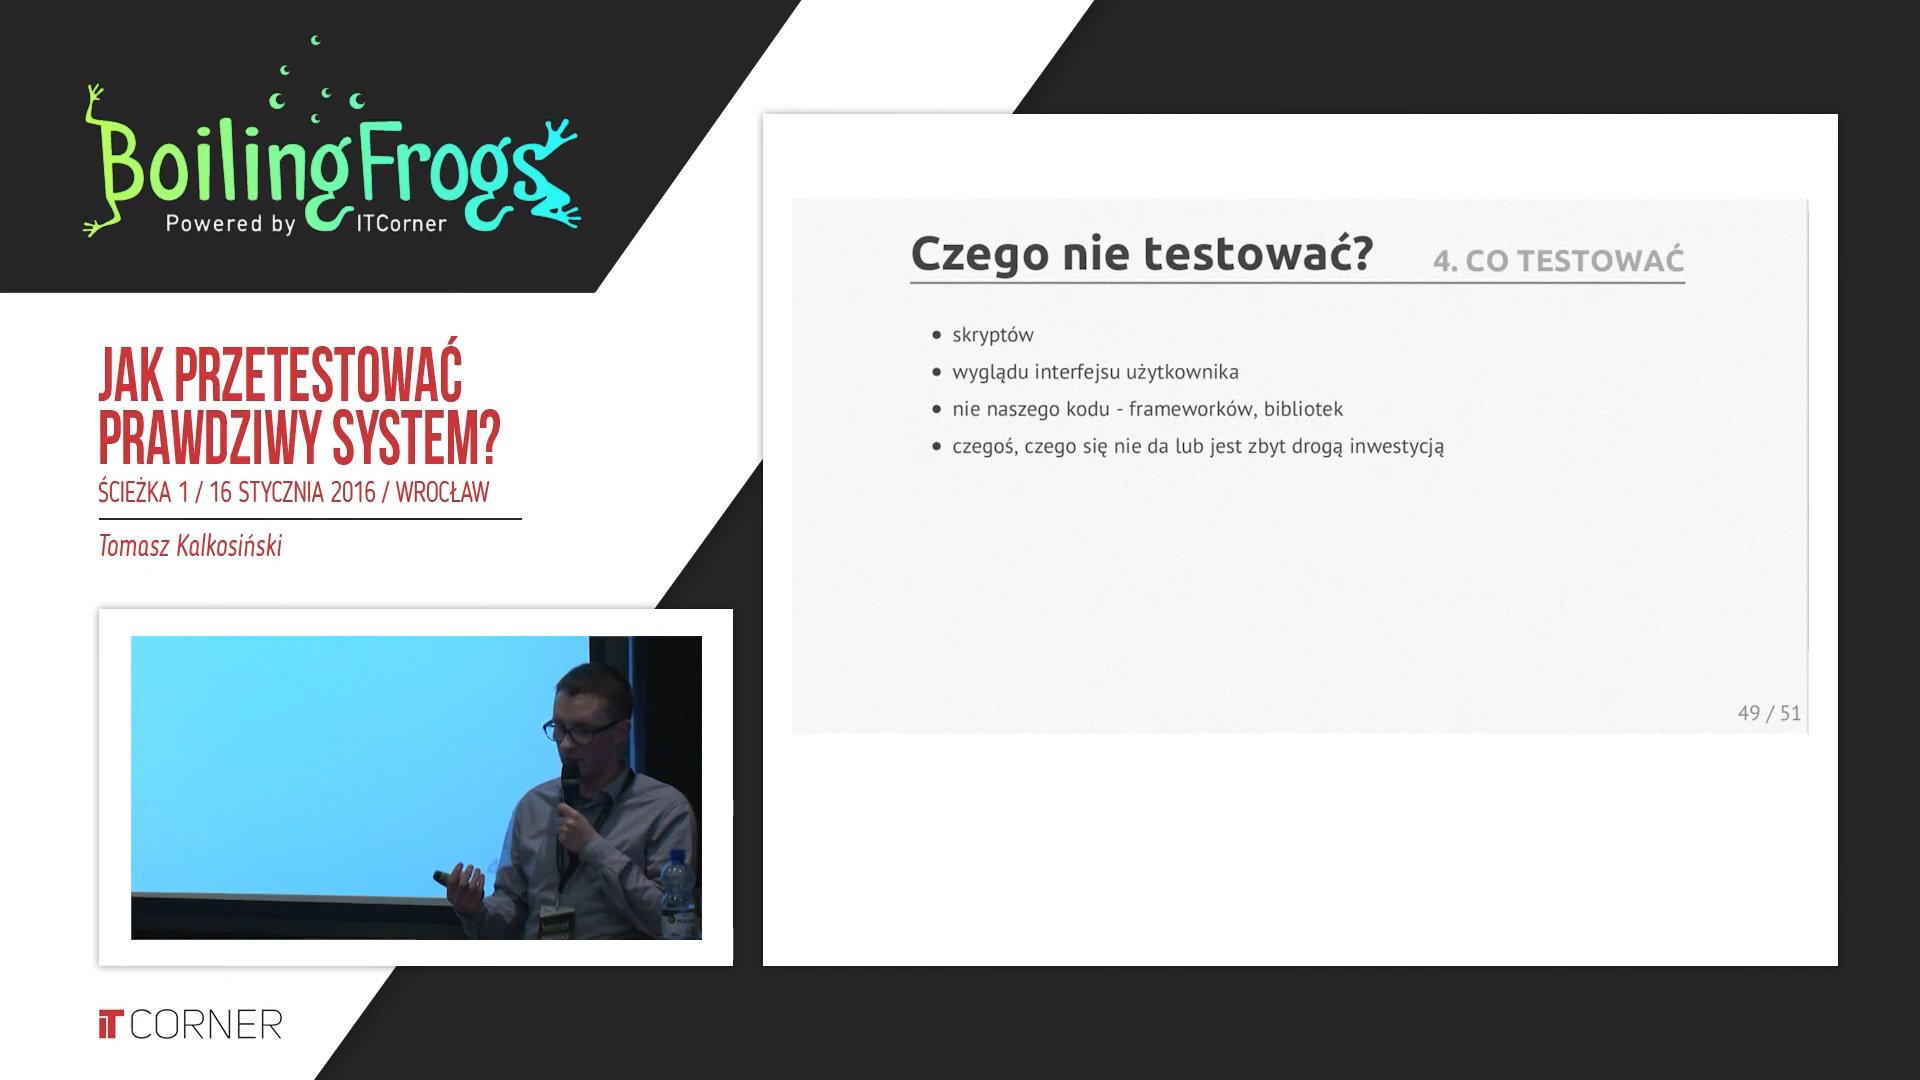 BoilingFrogs
Powered by ITCorner
JAK PRZETESTOWAĆ
PRAWDZIWY SYSTEM?
ŚCIEŻKA 1 / 16 STYCZNIA 2016 / WROCŁAW
Tomasz Kalkosiński
Czego nie testować?
4. CO TESTOWAĆ
• skryptów
• wyglądu interfejsu użytkownika
• nie naszego kodu - frameworków, bibliotek
• czegoś, czego się nie da lub jest zbyt drogą inwestycją
49 / 51
iT CORNER